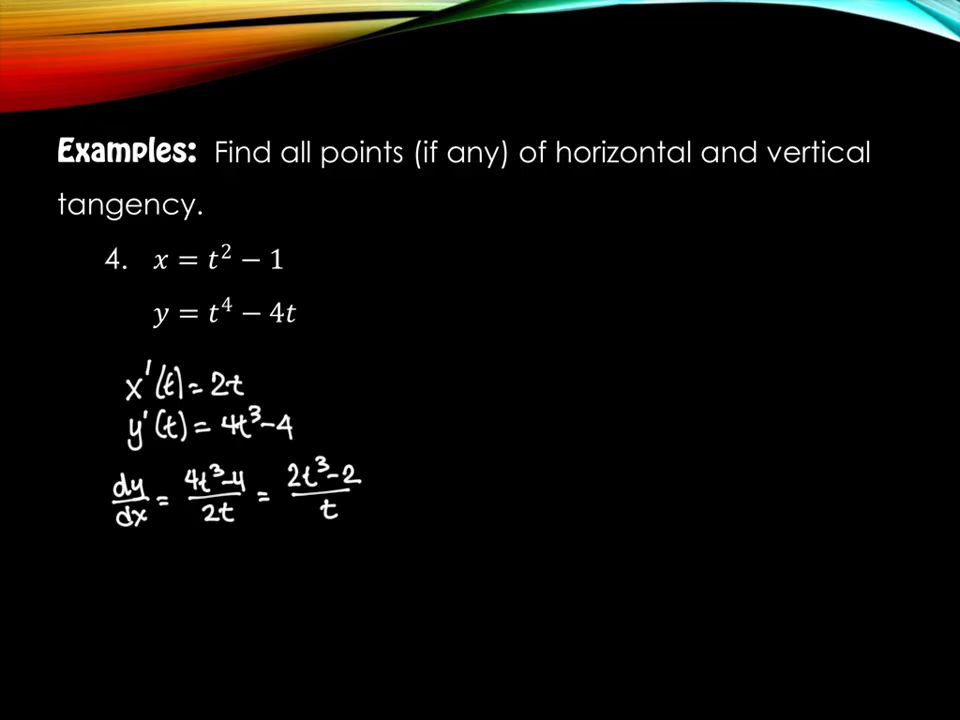 Examples: Find all points (if any) of horizontal and vertical
tangency.
4. x = t² − 1
y = t⁴ − 4t
x'(t) = 2t
y'(t) = 4t³ − 4
dy/dx = (4t³ − 4)/2t = (2t³ − 2)/t